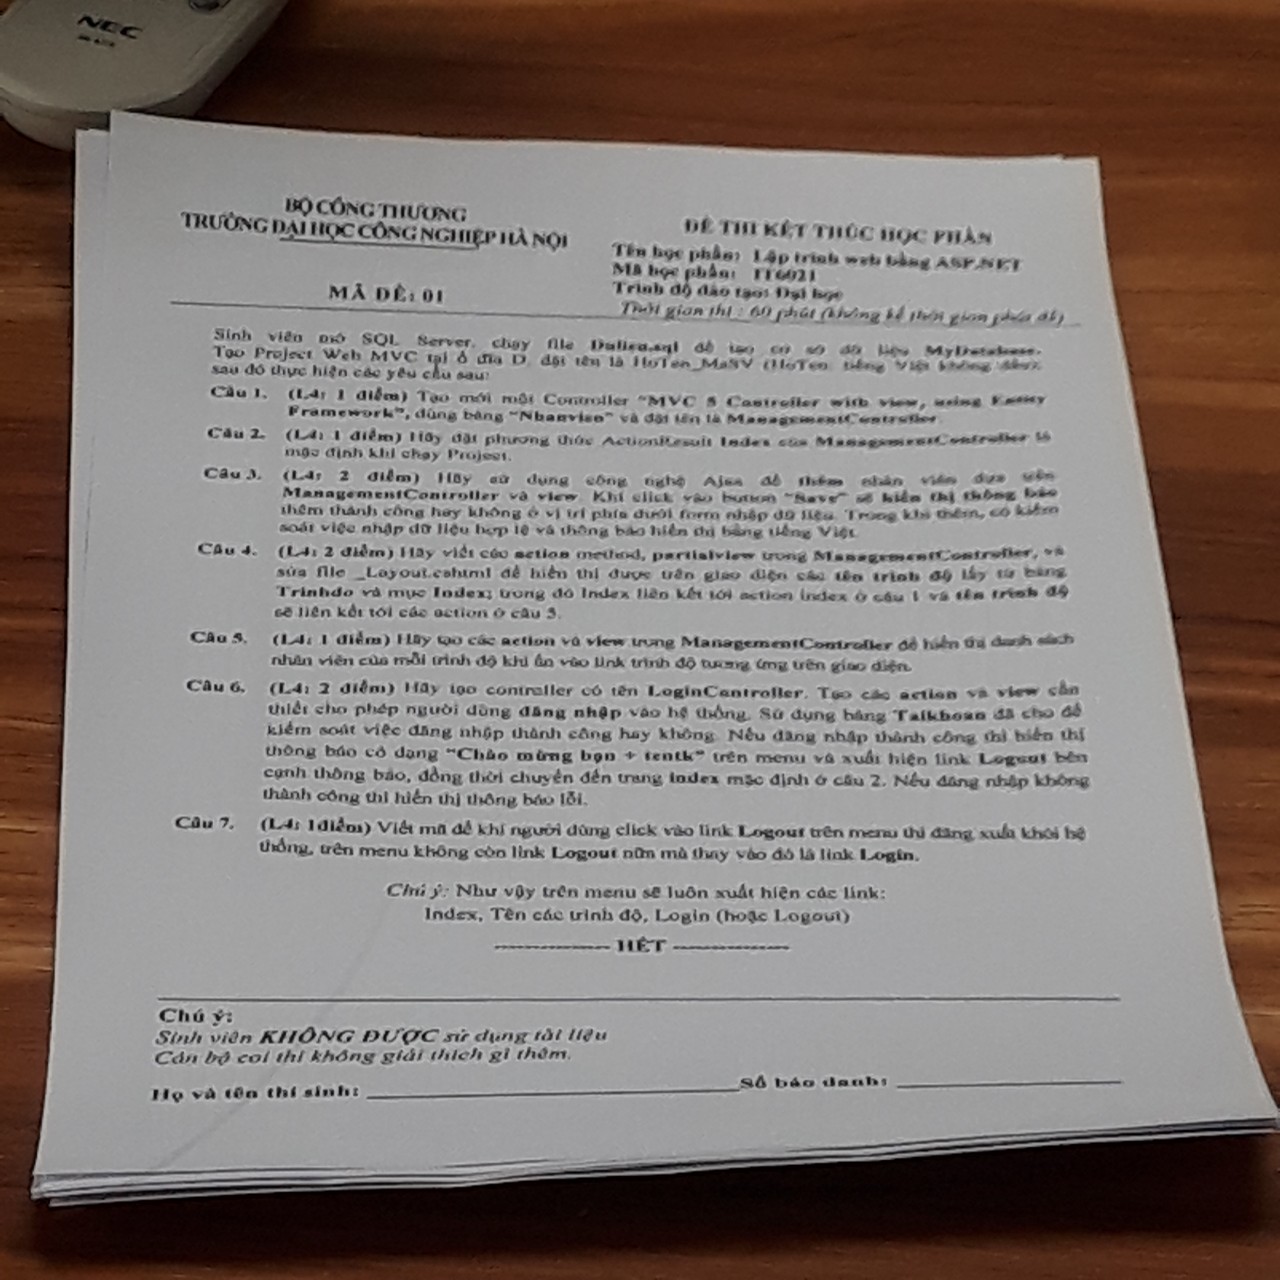 NEC
BỘ CÔNG THƯƠNG
TRƯỜNG ĐẠI HỌC CÔNG NGHIỆP HÀ NỘI
MÃ ĐỀ: 01
ĐỀ THI KẾT THÚC HỌC PHẦN
Tên học phần: Lập trình web bằng ASP.NET
Mã học phần: IT6021
Trình độ đào tạo: Đại học
Thời gian thi : 60 phút (không kể thời gian phát đề)
Sinh viên mở SQL Server, chạy file Dulieu.sql để tạo cơ sở dữ liệu MyDatabase.
Tạo Project Web MVC tại ổ đĩa D, đặt tên là HoTen_MaSV (HoTen: tiếng Việt không dấu),
sau đó thực hiện các yêu cầu sau:
Câu 1. (L4: 1 điểm) Tạo mới một Controller "MVC 5 Controller with view, using Entity
Framework", dùng bảng "Nhanvien" và đặt tên là ManagementController.
Câu 2. (L4: 1 điểm) Hãy đặt phương thức ActionResult Index của ManagementController là
mặc định khi chạy Project.
Câu 3. (L4: 2 điểm) Hãy sử dụng công nghệ Ajax để thêm nhân viên dựa trên
ManagementController và view. Khi click vào button "Save" sẽ hiển thị thông báo
thêm thành công hay không ở vị trí phía dưới form nhập dữ liệu. Trong khi thêm, có kiểm
soát việc nhập dữ liệu hợp lệ và thông báo hiển thị bằng tiếng Việt.
Câu 4. (L4: 2 điểm) Hãy viết các action method, partialview trong ManagementController, và
sửa file _Layout.cshtml để hiển thị được trên giao diện các tên trình độ lấy từ bảng
Trinhdo và mục Index; trong đó Index liên kết tới action index ở câu 1 và tên trình độ
sẽ liên kết tới các action ở câu 5.
Câu 5. (L4: 1 điểm) Hãy tạo các action và view trong ManagementController để hiển thị danh sách
nhân viên của mỗi trình độ khi ấn vào link trình độ tương ứng trên giao diện.
Câu 6. (L4: 2 điểm) Hãy tạo controller có tên LoginController. Tạo các action và view cần
thiết cho phép người dùng đăng nhập vào hệ thống. Sử dụng bảng Taikhoan đã cho để
kiểm soát việc đăng nhập thành công hay không. Nếu đăng nhập thành công thì hiển thị
thông báo có dạng "Chào mừng bạn + tentk" trên menu và xuất hiện link Logout bên
cạnh thông báo, đồng thời chuyển đến trang index mặc định ở câu 2. Nếu đăng nhập không
thành công thì hiển thị thông báo lỗi.
Câu 7. (L4: 1điểm) Viết mã để khi người dùng click vào link Logout trên menu thì đăng xuất khỏi hệ
thống, trên menu không còn link Logout nữa mà thay vào đó là link Login.
Chú ý: Như vậy trên menu sẽ luôn xuất hiện các link:
Index, Tên các trình độ, Login (hoặc Logout)
---------------- HẾT ----------------
Chú ý:
Sinh viên KHÔNG ĐƯỢC sử dụng tài liệu
Cán bộ coi thi không giải thích gì thêm.
Họ và tên thí sinh: Số báo danh: